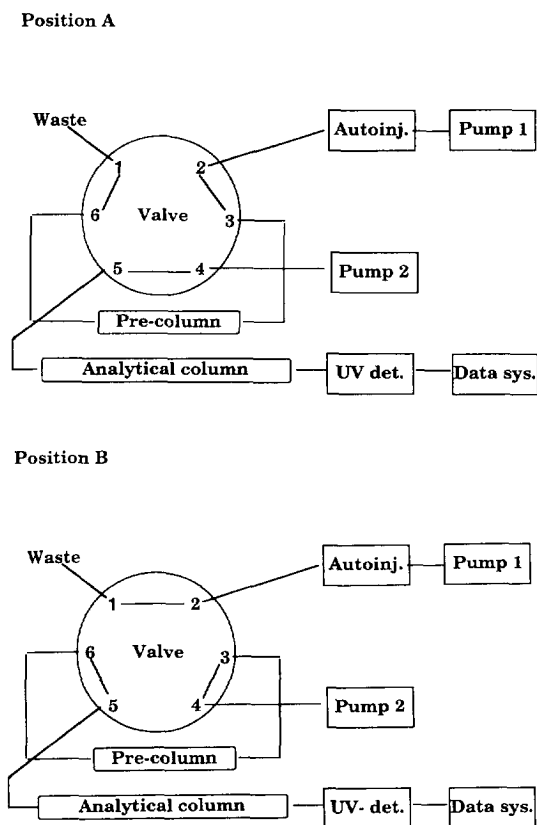 Position A
Waste
Autoinj.
Pump 1
1
2
6
Valve
3
5
4
Pump 2
Pre-column
Analytical column
UV det.
Data sys.
Position B
Waste
Autoinj.
Pump 1
1
2
6
Valve
3
5
4
Pump 2
Pre-column
Analytical column
UV- det.
Data sys.